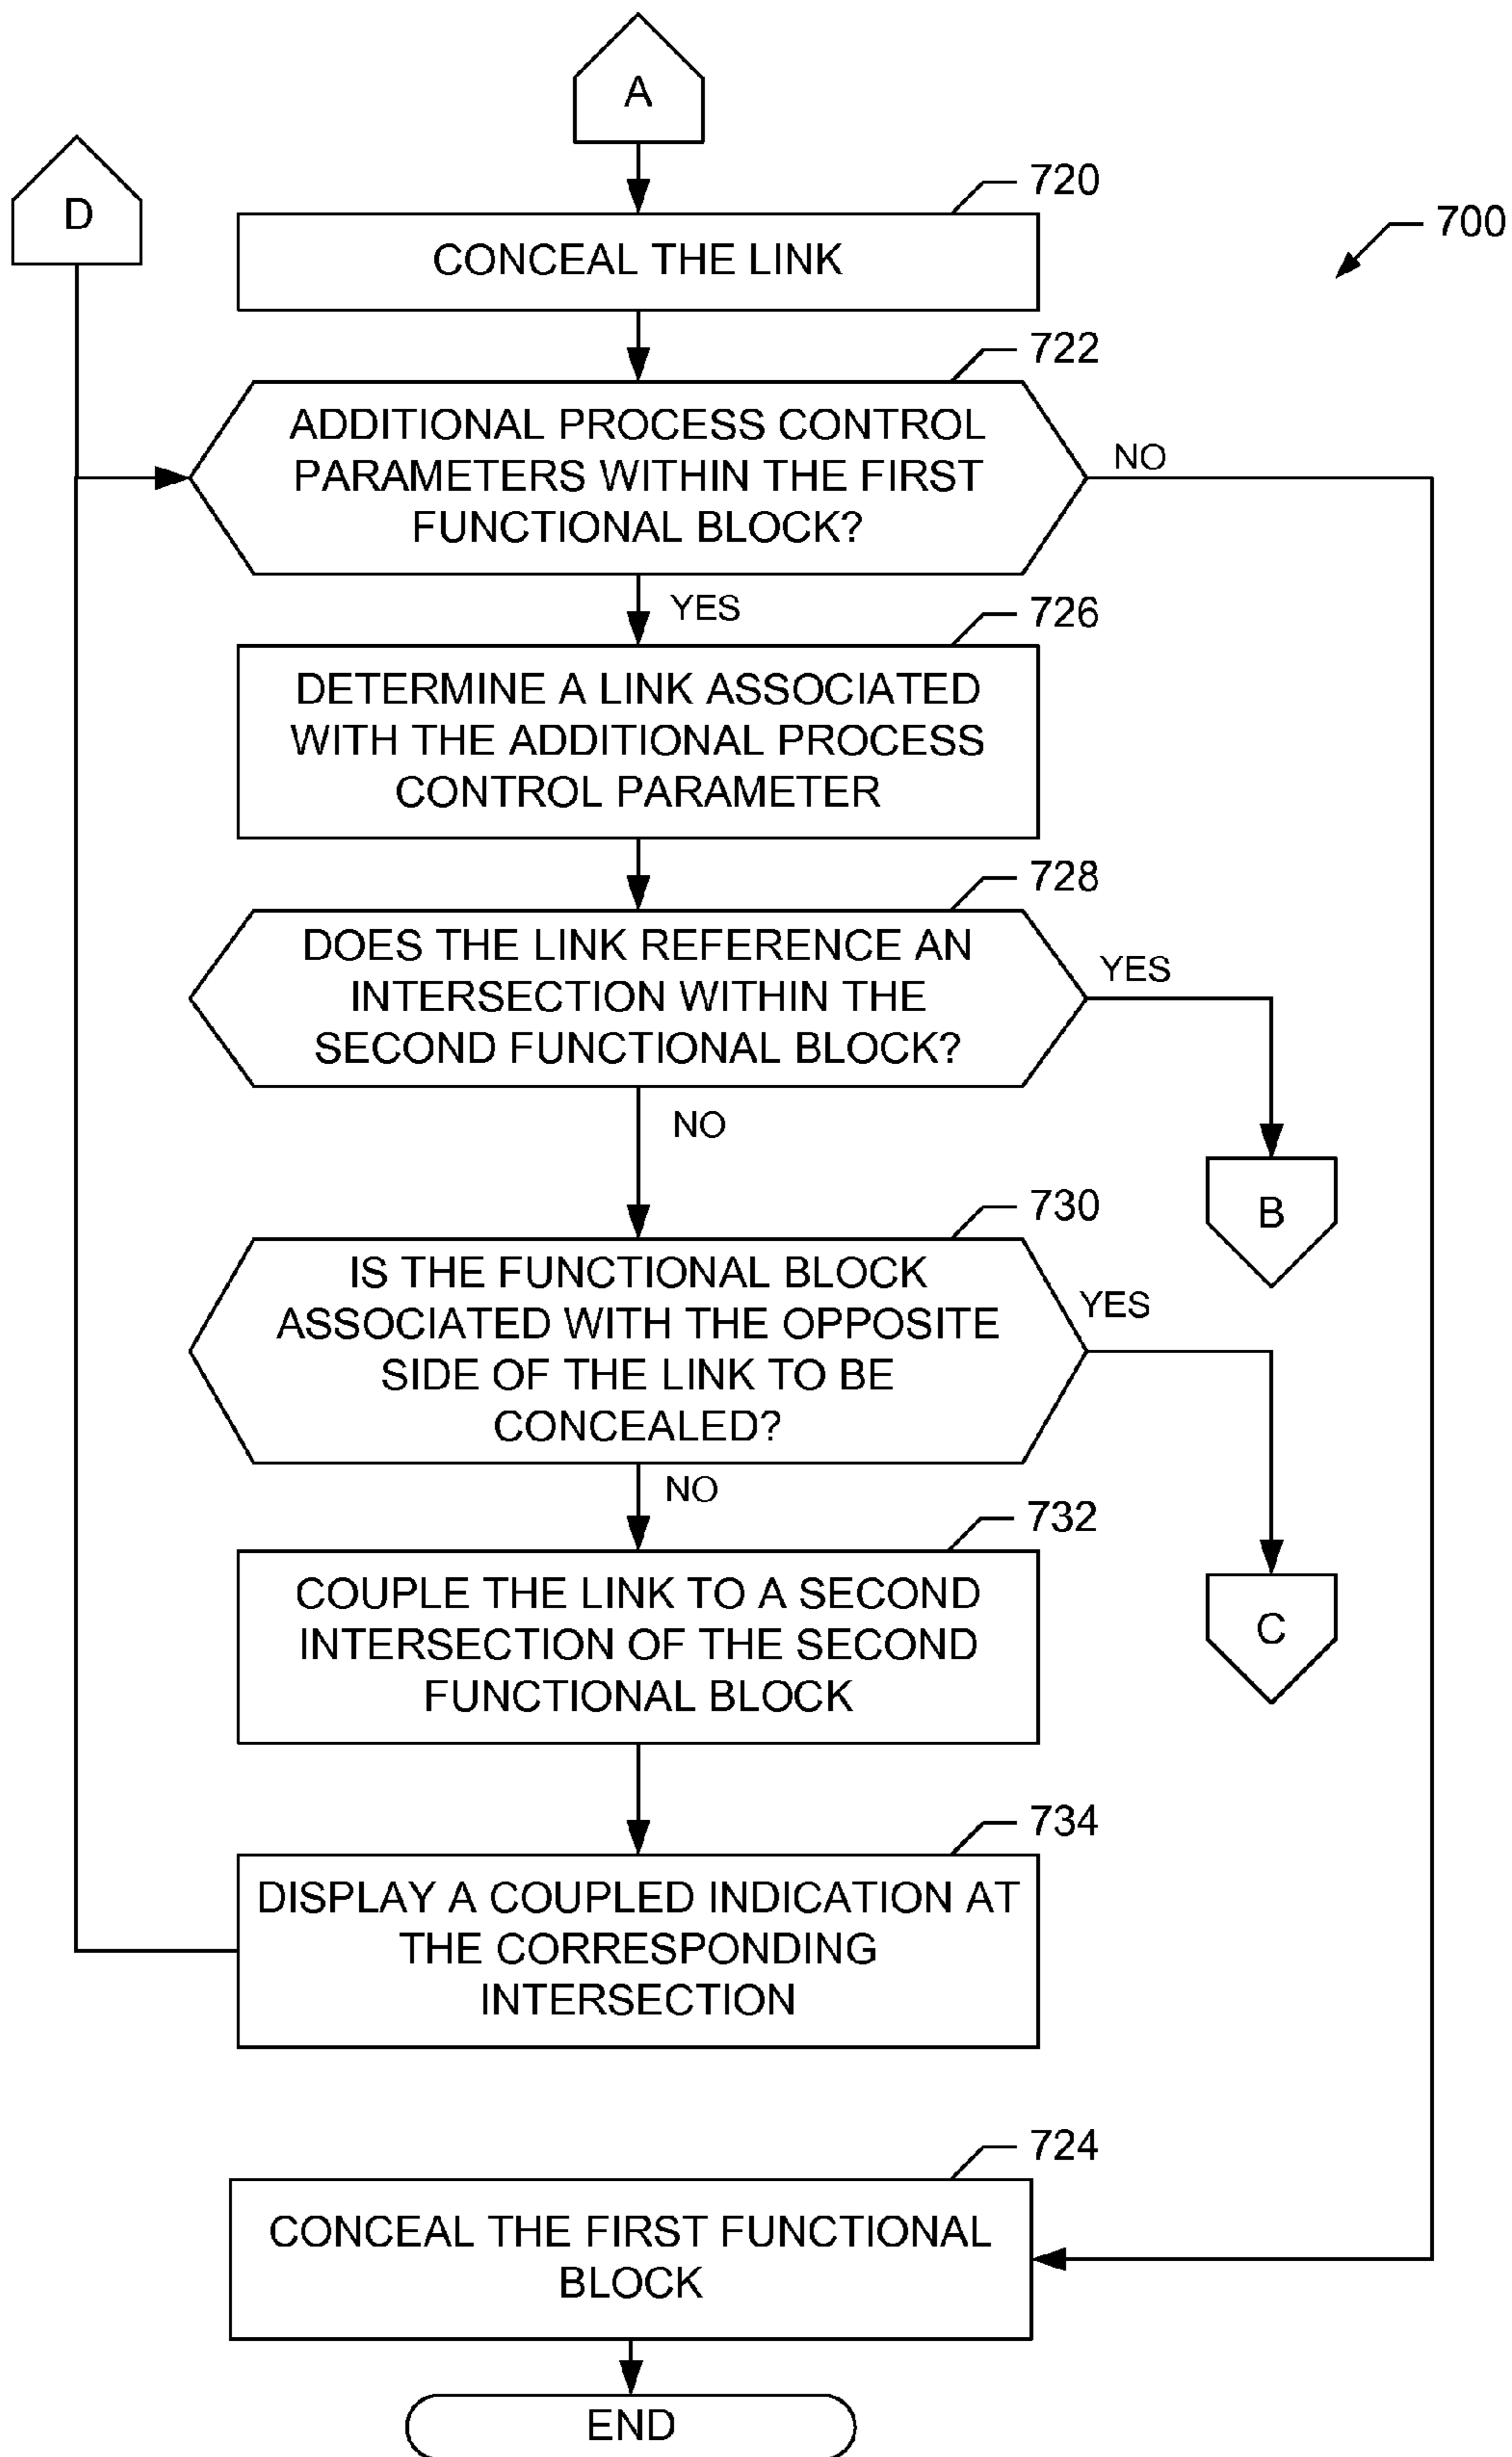 A
D
720
700
CONCEAL THE LINK
722
ADDITIONAL PROCESS CONTROL
PARAMETERS WITHIN THE FIRST
FUNCTIONAL BLOCK?
NO
YES
726
DETERMINE A LINK ASSOCIATED
WITH THE ADDITIONAL PROCESS
CONTROL PARAMETER
728
DOES THE LINK REFERENCE AN
INTERSECTION WITHIN THE
SECOND FUNCTIONAL BLOCK?
YES
NO
B
730
IS THE FUNCTIONAL BLOCK
ASSOCIATED WITH THE OPPOSITE
SIDE OF THE LINK TO BE
CONCEALED?
YES
NO
C
732
COUPLE THE LINK TO A SECOND
INTERSECTION OF THE SECOND
FUNCTIONAL BLOCK
734
DISPLAY A COUPLED INDICATION AT
THE CORRESPONDING
INTERSECTION
724
CONCEAL THE FIRST FUNCTIONAL
BLOCK
END